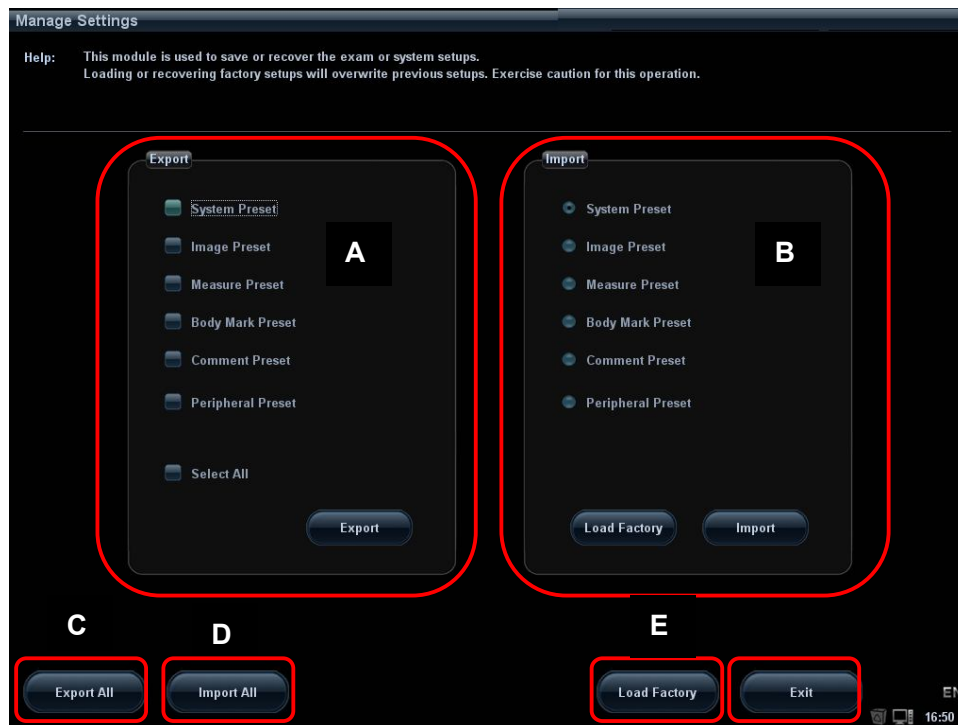 Manage Settings
Help: This module is used to save or recover the exam or system setups.
Loading or recovering factory setups will overwrite previous setups. Exercise caution for this operation.
Export
System Preset
Image Preset
Measure Preset
Body Mark Preset
Comment Preset
Peripheral Preset
Select All
Export
A
Import
System Preset
Image Preset
Measure Preset
Body Mark Preset
Comment Preset
Peripheral Preset
Load Factory Import
B
C D E
Export All Import All Load Factory Exit EN
16:50